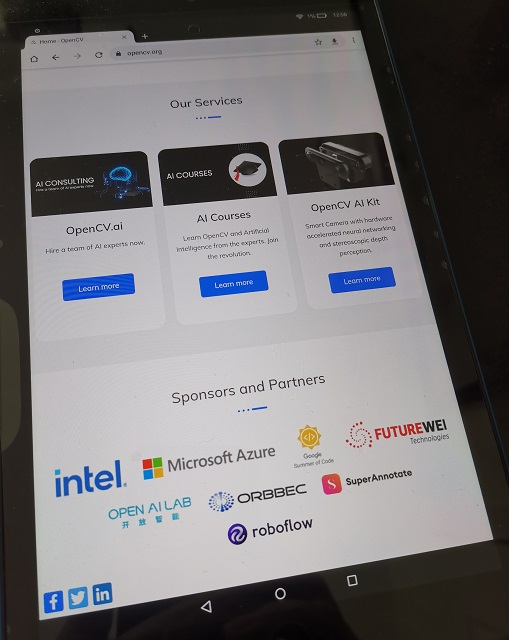 1% 12:56
Home - OpenCV
opencv.org
Our Services
AI CONSULTING
Hire a team of AI experts now
AI COURSES
OpenCV.ai
Hire a team of AI experts now.
Learn more
AI Courses
Learn OpenCV and Artificial
Intelligence from the experts. Join
the revolution.
Learn more
OpenCV AI Kit
Smart Camera with hardware
accelerated neural networking
and stereoscopic depth
perception.
Learn more
Sponsors and Partners
intel.
Microsoft Azure
Google
Summer of Code
FUTUREWEI
Technologies
OPEN AI LAB
开放智能
ORBBEC
SuperAnnotate
roboflow